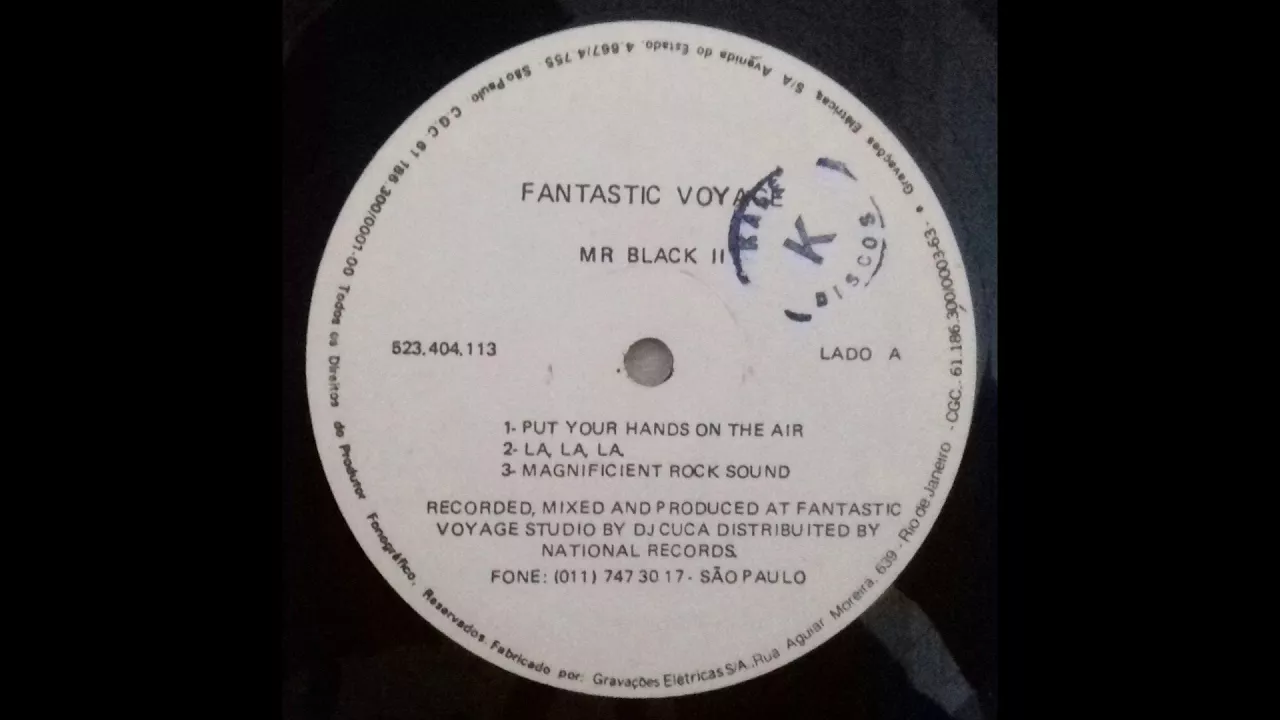 FANTASTIC VOYAGE
MR BLACK II
KALE
K
DISCOS
523.404.113
LADO A
1- PUT YOUR HANDS ON THE AIR
2- LA, LA, LA.
3- MAGNIFICIENT ROCK SOUND
RECORDED, MIXED AND PRODUCED AT FANTASTIC
VOYAGE STUDIO BY DJ CUCA DISTRIBUITED BY
NATIONAL RECORDS.
FONE: (011) 747 30 17 - SÃO PAULO
• Gravações Elétricas, S/A Avenida do Estado, 4.667/4 755. São Paulo. C.G.C. 61 186.300/0001-00 Todos os Direitos do Produtor Fonográfico, Reservados. Fabricado por: Gravações Elétricas S/A., Rua Aguiar Moreira, 639 - Rio de Janeiro - CGC.. 61.186.300/0003-63-